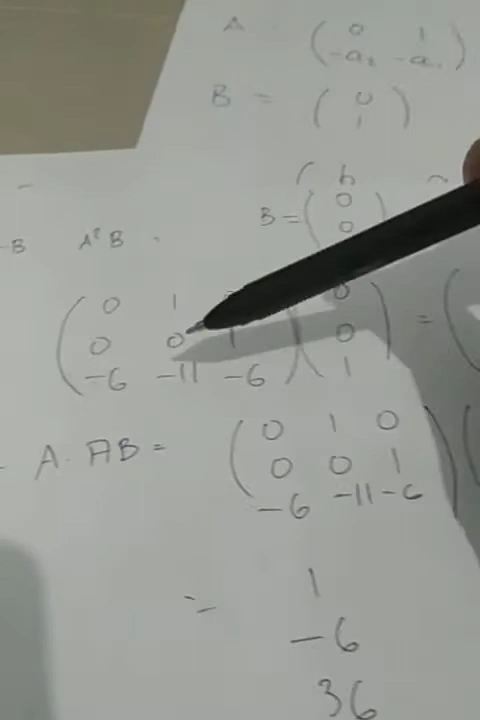 A ( 0 1
-a₂ -a₁ )
B = ( 0
1 )
-B A²B
B = ( 0
0
( 0 1
0 0 1
-6 -11 -6 ) ( 0
0
1 ) = (
A. AB = ( 0 1 0
0 0 1
-6 -11 -6 ) (
= 1
-6
36